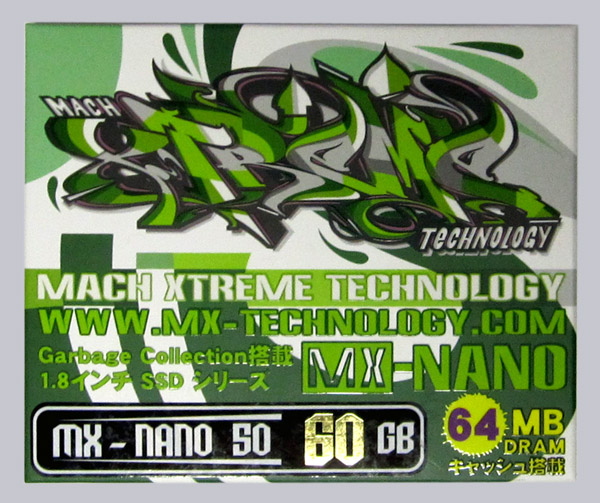 MACH
XTREME
TECHNOLOGY
MACH XTREME TECHNOLOGY
WWW.MX-TECHNOLOGY.COM
Garbage Collection搭載
1.8インチ SSD シリーズ
MX-NANO
MX - NANO 50 60 GB
64 MB
DRAM
キャッシュ搭載